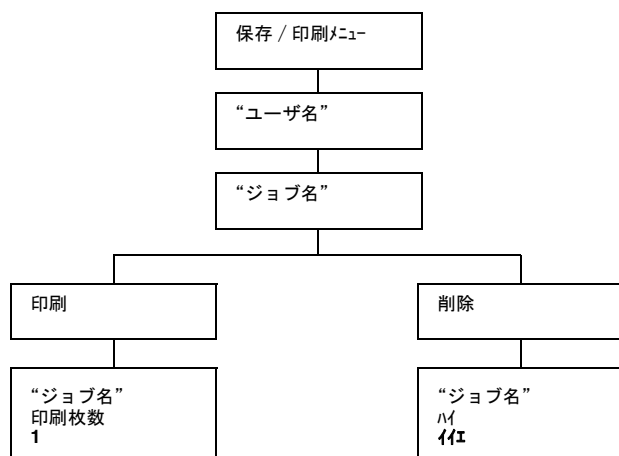 保存 / 印刷ﾒﾆｭｰ
“ユーザ名”
“ジョブ名”
印刷
削除
“ジョブ名”
印刷枚数
1
“ジョブ名”
ﾊｲ
ｲｲｴ